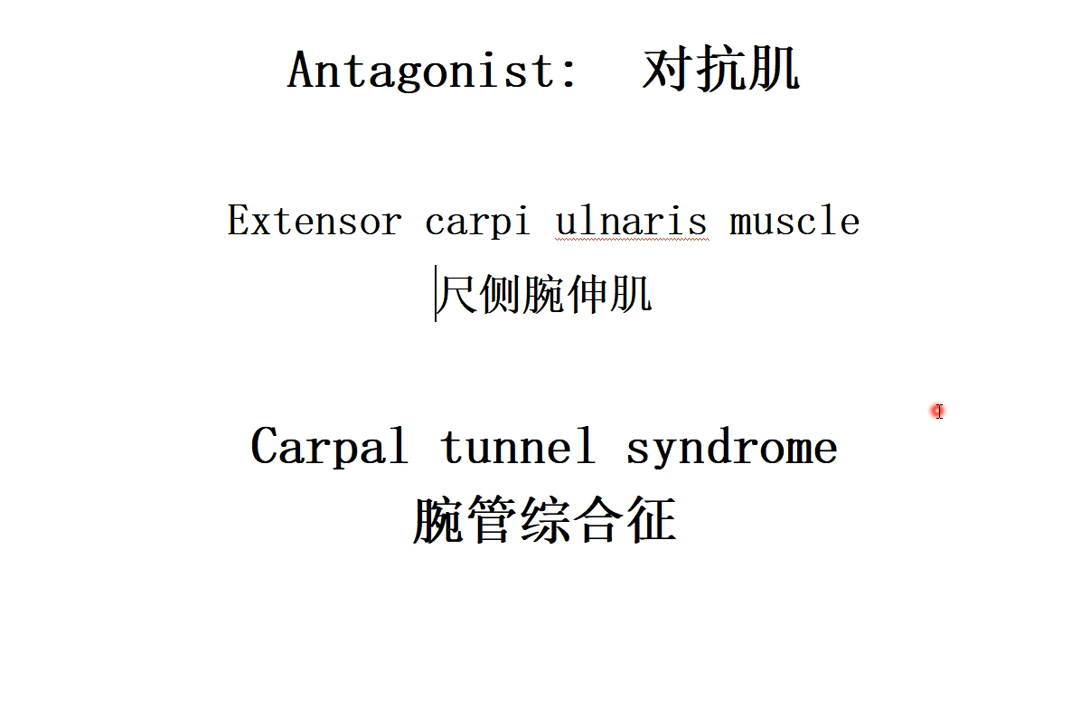 Antagonist: 对抗肌
Extensor carpi ulnaris muscle
尺侧腕伸肌
Carpal tunnel syndrome
腕管综合征